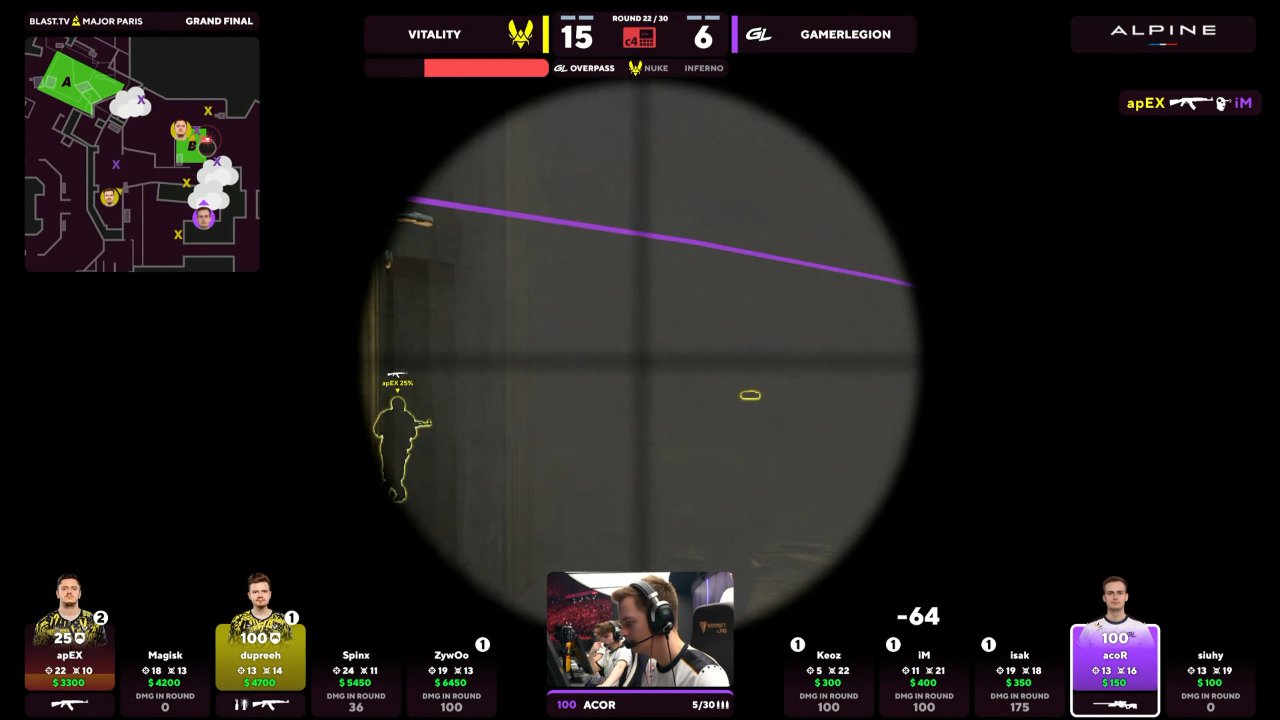 BLAST.TV MAJOR PARIS
GRAND FINAL
VITALITY
15
ROUND 22 / 30
C4
6
GL
GAMERLEGION
ALPINE
GL OVERPASS
NUKE
INFERNO
A
B
X
X
X
X
X
X
X
apEX iM
apEX 25%
-64
2
25
apEX
22 10
$ 3300
Magisk
18 13
$ 4200
DMG IN ROUND
0
1
100
dupreeh
13 14
$ 4700
Spinx
24 11
$ 5450
DMG IN ROUND
36
1
ZywOo
19 13
$ 6450
DMG IN ROUND
100
SECRET
LAB
100 ACOR 5/30
1
Keoz
5 22
$ 300
DMG IN ROUND
100
1
iM
11 21
$ 400
DMG IN ROUND
100
1
isak
19 18
$ 350
DMG IN ROUND
175
100
acoR
13 16
$ 150
siuhy
13 19
$ 100
DMG IN ROUND
0